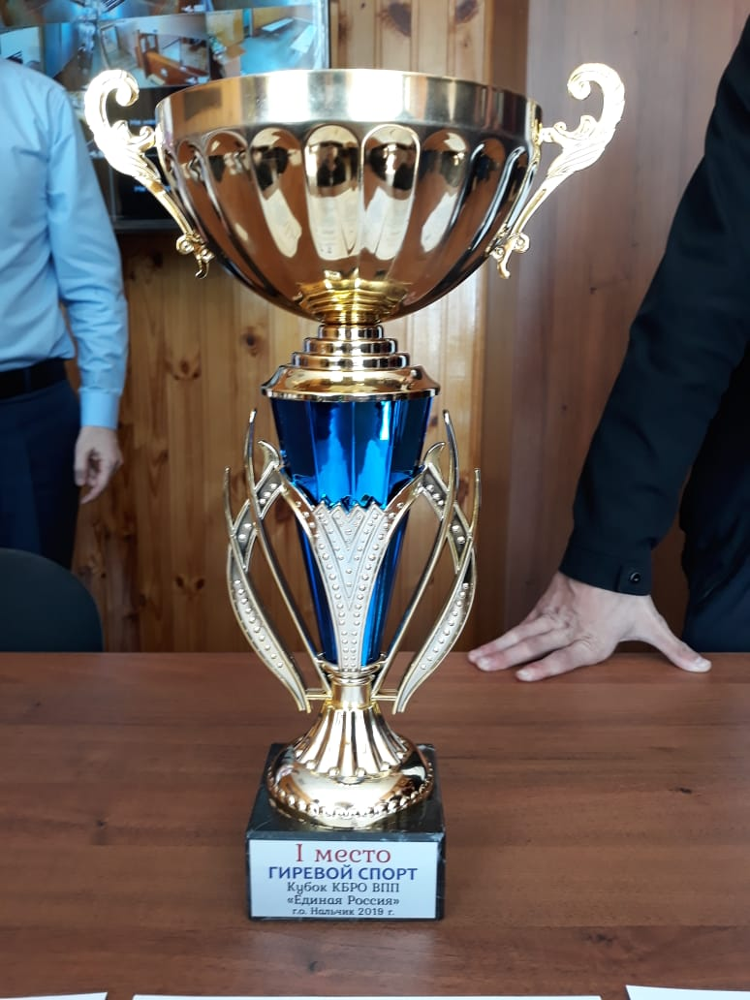 I место
ГИРЕВОЙ СПОРТ
Кубок КБРО ВПП
«Единая Россия»
г.о. Нальчик 2019 г.